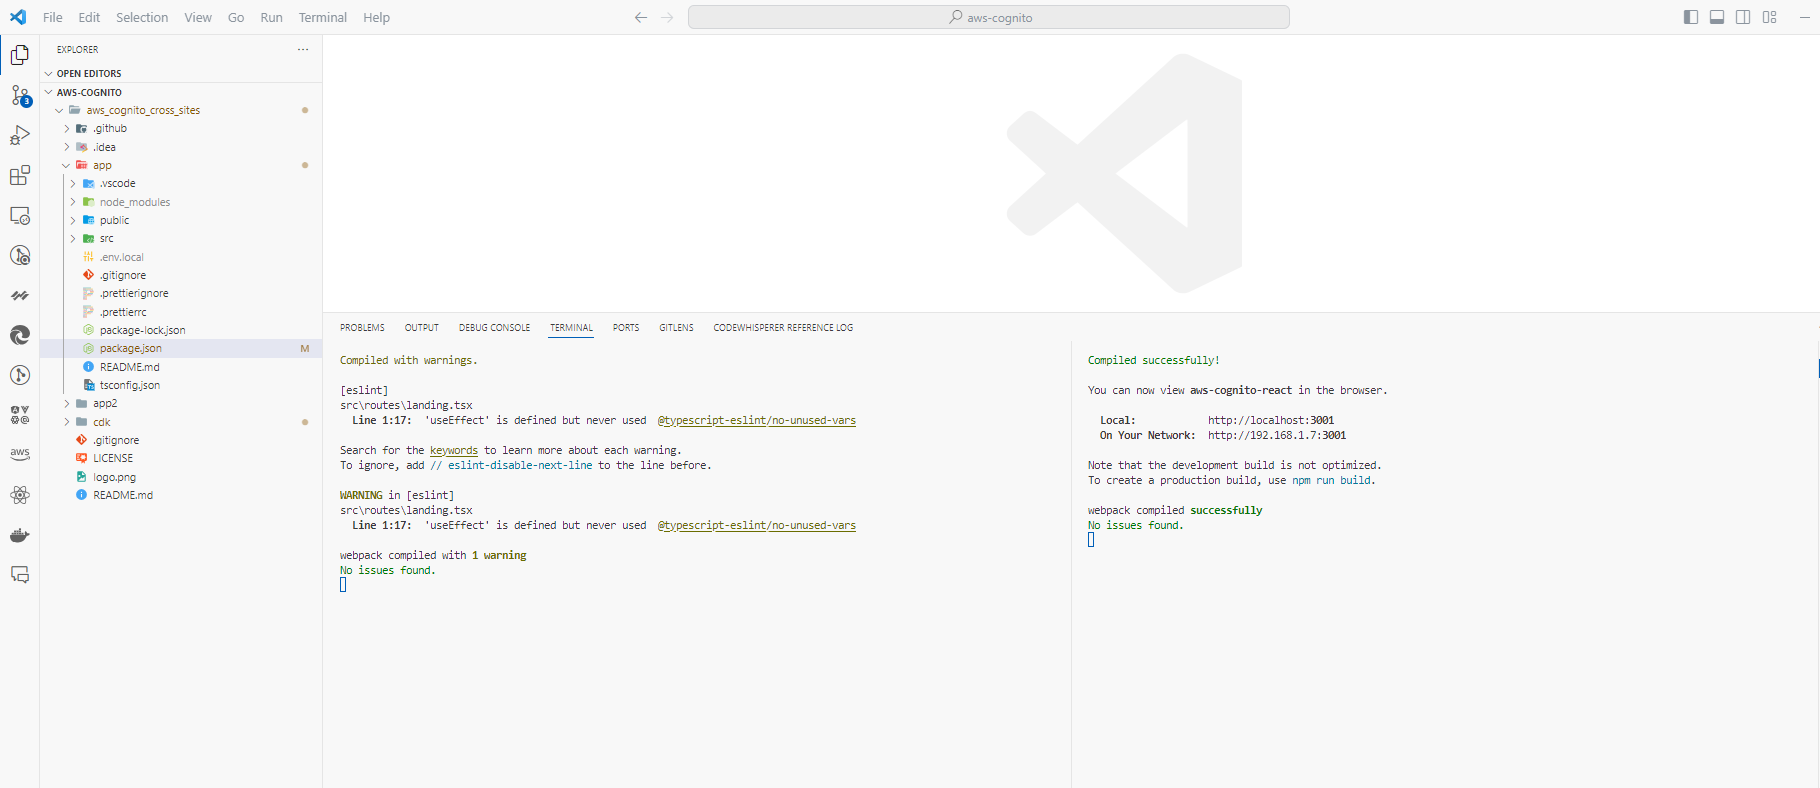 File Edit Selection View Go Run Terminal Help
aws-cognito
EXPLORER
OPEN EDITORS
AWS-COGNITO
aws_cognito_cross_sites
.github
.idea
app
.vscode
node_modules
public
src
.env.local
.gitignore
.prettierignore
.prettierrc
package-lock.json
package.json M
README.md
tsconfig.json
app2
cdk
.gitignore
LICENSE
logo.png
README.md
3
aws
PROBLEMS OUTPUT DEBUG CONSOLE TERMINAL PORTS GITLENS CODEWHISPERER REFERENCE LOG
Compiled with warnings.
[eslint]
src\routes\landing.tsx
Line 1:17: 'useEffect' is defined but never used @typescript-eslint/no-unused-vars
Search for the keywords to learn more about each warning.
To ignore, add // eslint-disable-next-line to the line before.
WARNING in [eslint]
src\routes\landing.tsx
Line 1:17: 'useEffect' is defined but never used @typescript-eslint/no-unused-vars
webpack compiled with 1 warning
No issues found.
Compiled successfully!
You can now view aws-cognito-react in the browser.
Local: http://localhost:3001
On Your Network: http://192.168.1.7:3001
Note that the development build is not optimized.
To create a production build, use npm run build.
webpack compiled successfully
No issues found.